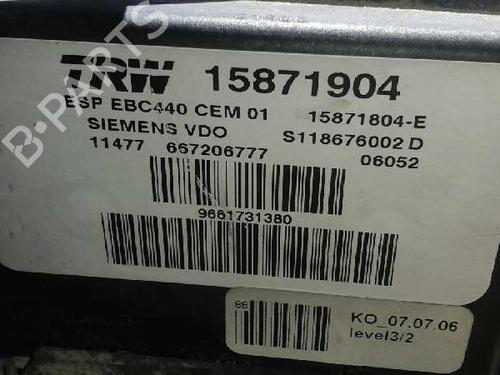 TRW 15871904
ESP EBC440 CEM 01 15871804-E
SIEMENS VDO S118676002 D
11477 667206777 06052
9661731380
KO_07.07.06
level3/2